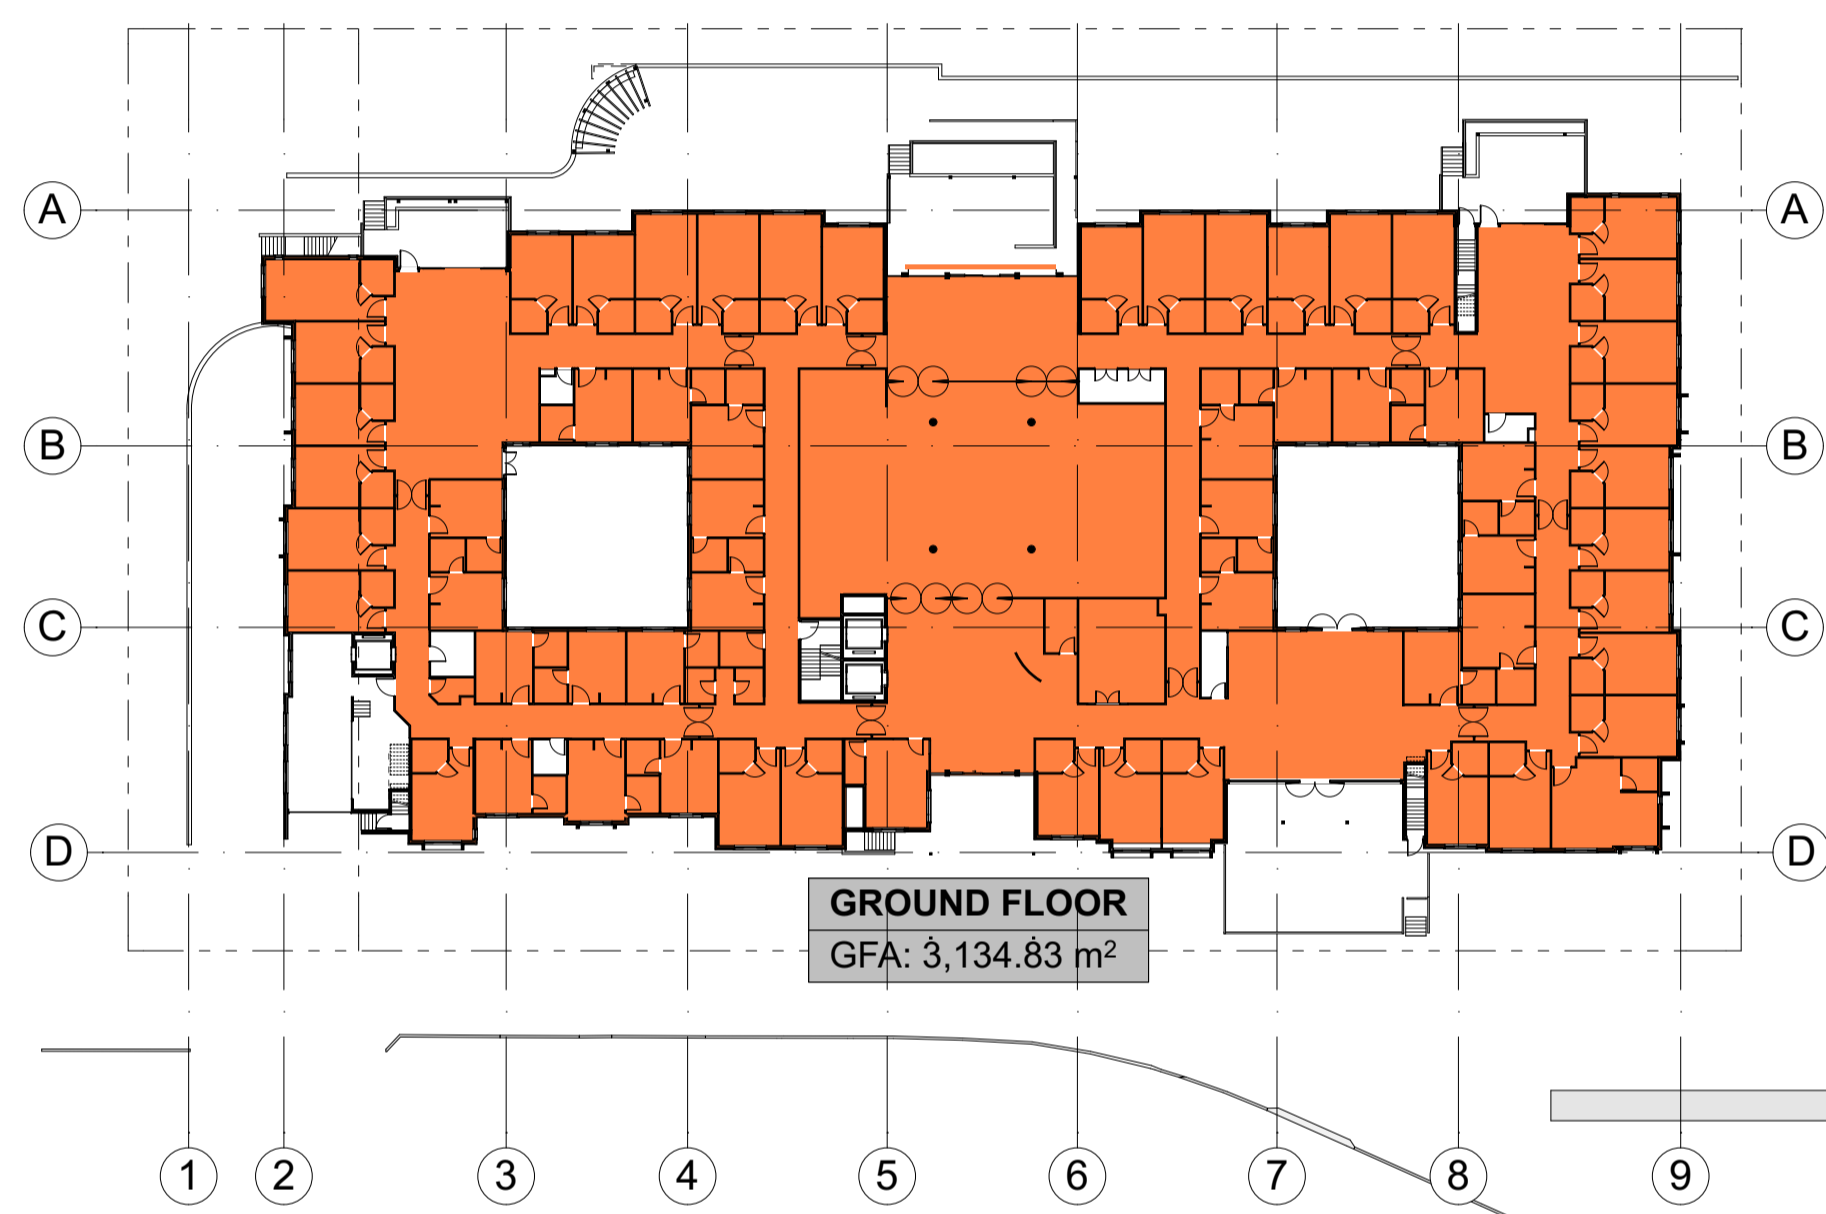 A A
B B
C C
D D
GROUND FLOOR
GFA: 3,134.83 m²
1 2 3 4 5 6 7 8 9